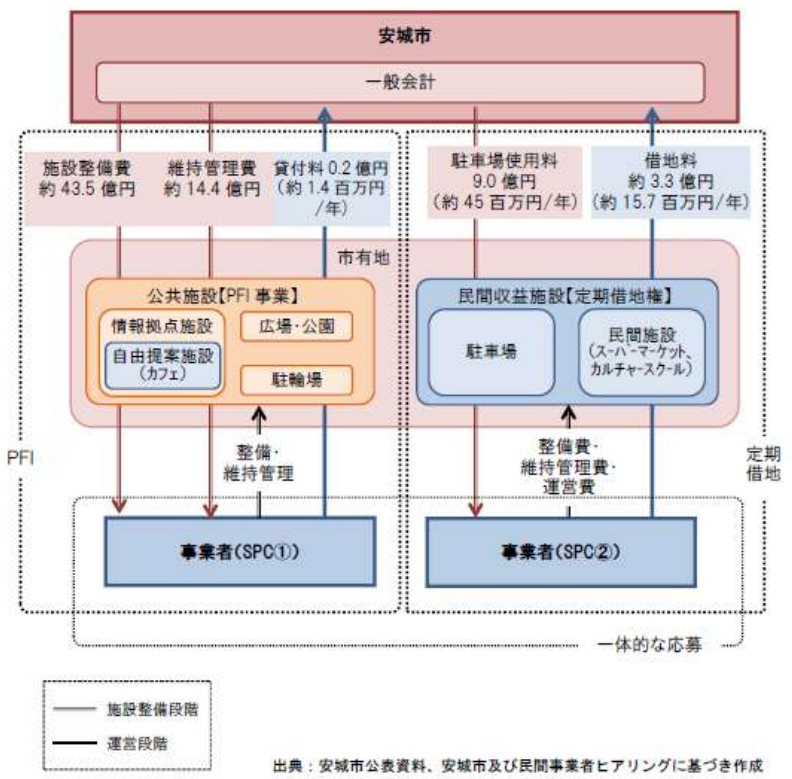 安城市
一般会計
施設整備費
約 43.5 億円
維持管理費
約 14.4 億円
貸付料 0.2 億円
（約 1.4 百万円
/年）
駐車場使用料
9.0 億円
（約 45 百万円/年）
借地料
約 3.3 億円
（約 15.7 百万円/年）
市有地
公共施設【PFI 事業】
情報拠点施設
自由提案施設
（カフェ）
広場・公園
駐輪場
民間収益施設【定期借地権】
駐車場
民間施設
（スーパーマーケット、
カルチャースクール）
PFI
整備・
維持管理
整備費・
維持管理費・
運営費
定期
借地
事業者（SPC①）
事業者（SPC②）
一体的な応募
施設整備段階
運営段階
出典：安城市公表資料、安城市及び民間事業者ヒアリングに基づき作成